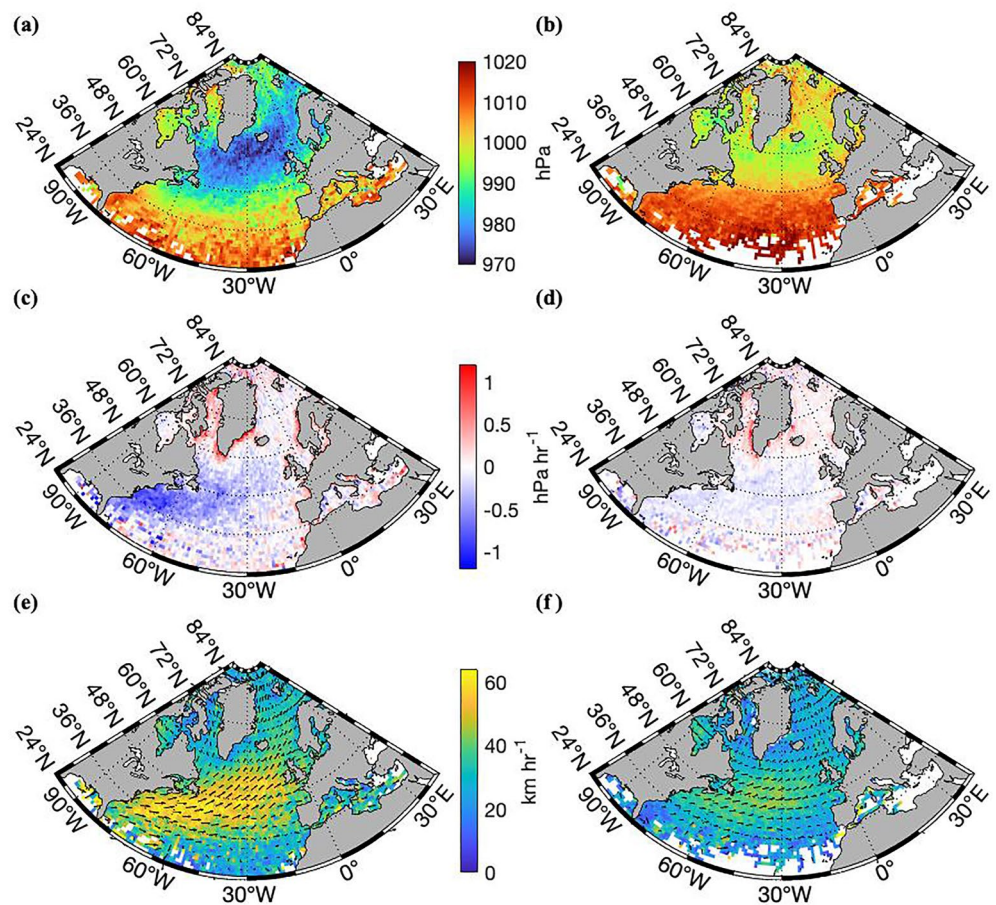 (a)
84°N
72°N
60°N
48°N
36°N
24°N
90°W
60°W
30°W
0°
30°E
1020
1010
1000
990
980
970
hPa
(b)
84°N
72°N
60°N
48°N
36°N
24°N
90°W
60°W
30°W
0°
30°E
(c)
84°N
72°N
60°N
48°N
36°N
24°N
90°W
60°W
30°W
0°
30°E
1
0.5
0
-0.5
-1
hPa hr-1
(d)
84°N
72°N
60°N
48°N
36°N
24°N
90°W
60°W
30°W
0°
30°E
(e)
84°N
72°N
60°N
48°N
36°N
24°N
90°W
60°W
30°W
0°
30°E
60
40
20
0
km hr-1
(f)
84°N
72°N
60°N
48°N
36°N
24°N
90°W
60°W
30°W
0°
30°E